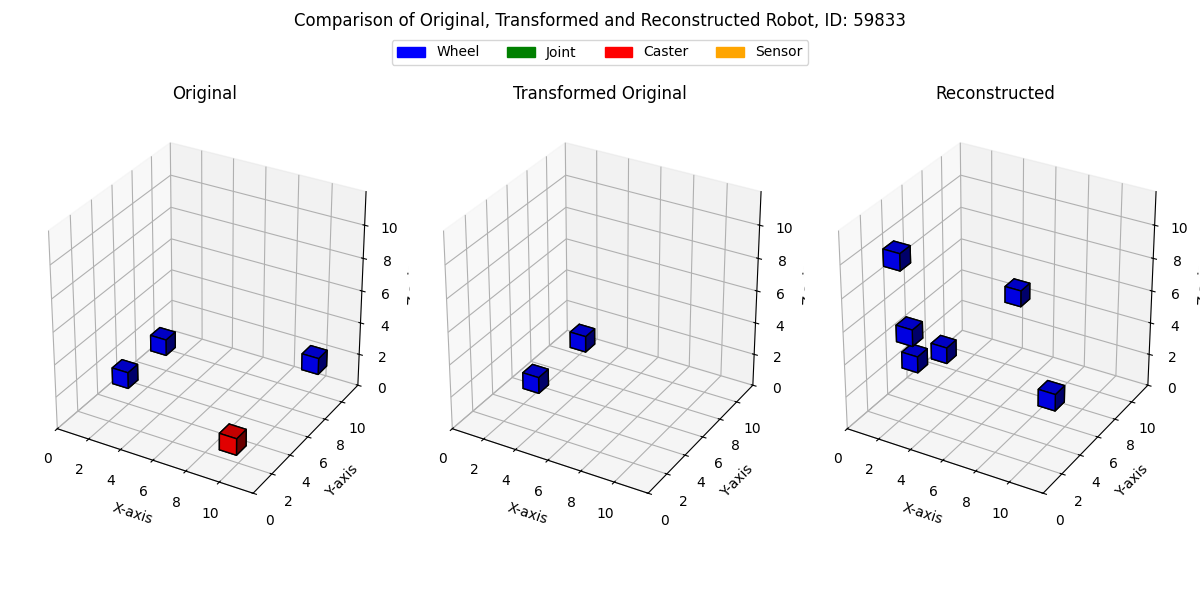 Comparison of Original, Transformed and Reconstructed Robot, ID: 59833
Wheel Joint Caster Sensor
Original Transformed Original Reconstructed
10 10 10
8 8 8
6 6 6
4 4 4
2 2 2
0 0 0
0 2 4 6 8 10 0 2 4 6 8 10 0 2 4 6 8 10
X-axis X-axis X-axis
0 2 4 6 8 10 0 2 4 6 8 10 0 2 4 6 8 10
Y-axis Y-axis Y-axis